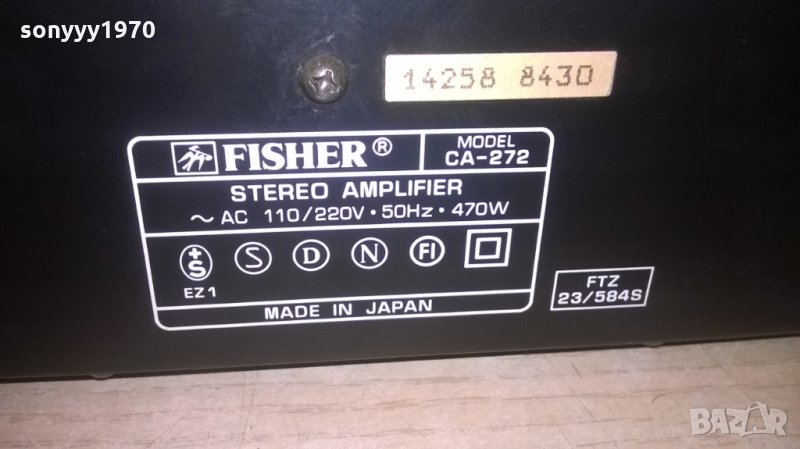 sonyyy1970
14258 8430
FISHER®
MODEL
CA-272
STEREO AMPLIFIER
~ AC 110/220V · 50Hz · 470W
+S S D N FI
EZ1
MADE IN JAPAN
FTZ
23/584S
BAZAR